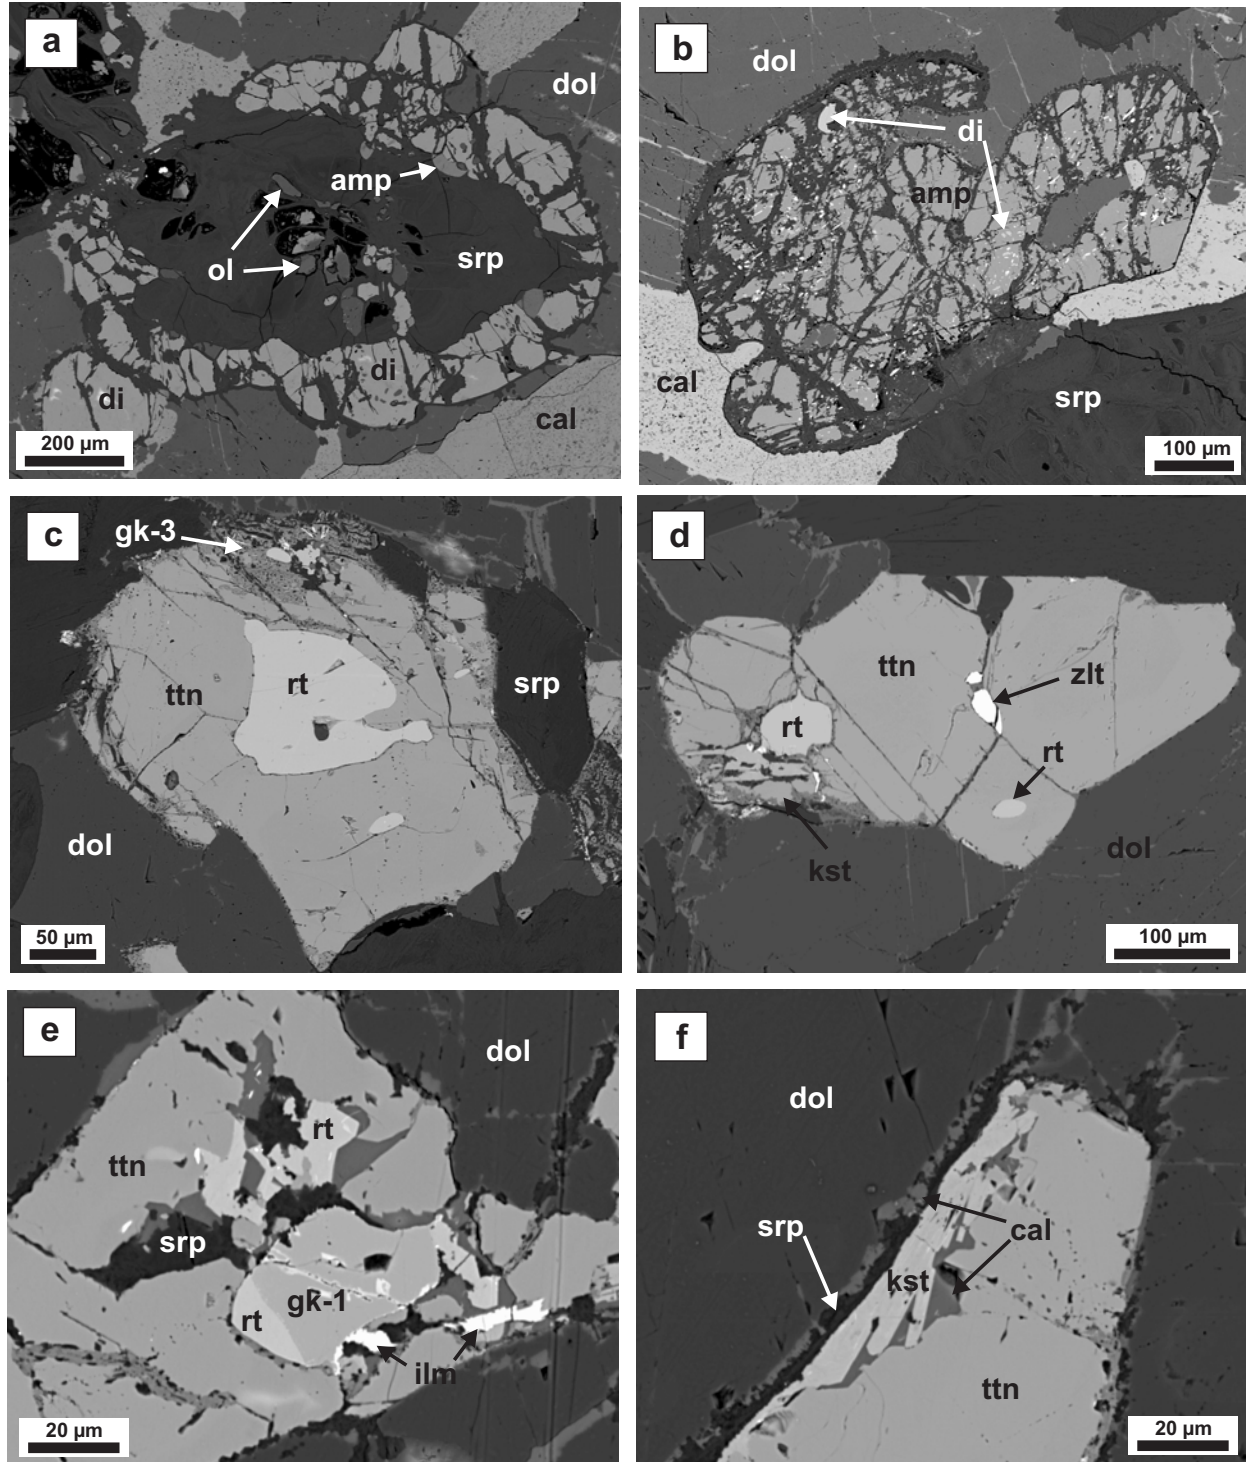 a
dol
amp
ol
srp
di
di
cal
200 µm
b
dol
di
amp
cal
srp
100 µm
c
gk-3
ttn
rt
srp
dol
50 µm
d
ttn
zlt
rt
rt
kst
dol
100 µm
e
dol
rt
ttn
srp
gk-1
rt
ilm
20 µm
f
dol
cal
srp
kst
ttn
20 µm